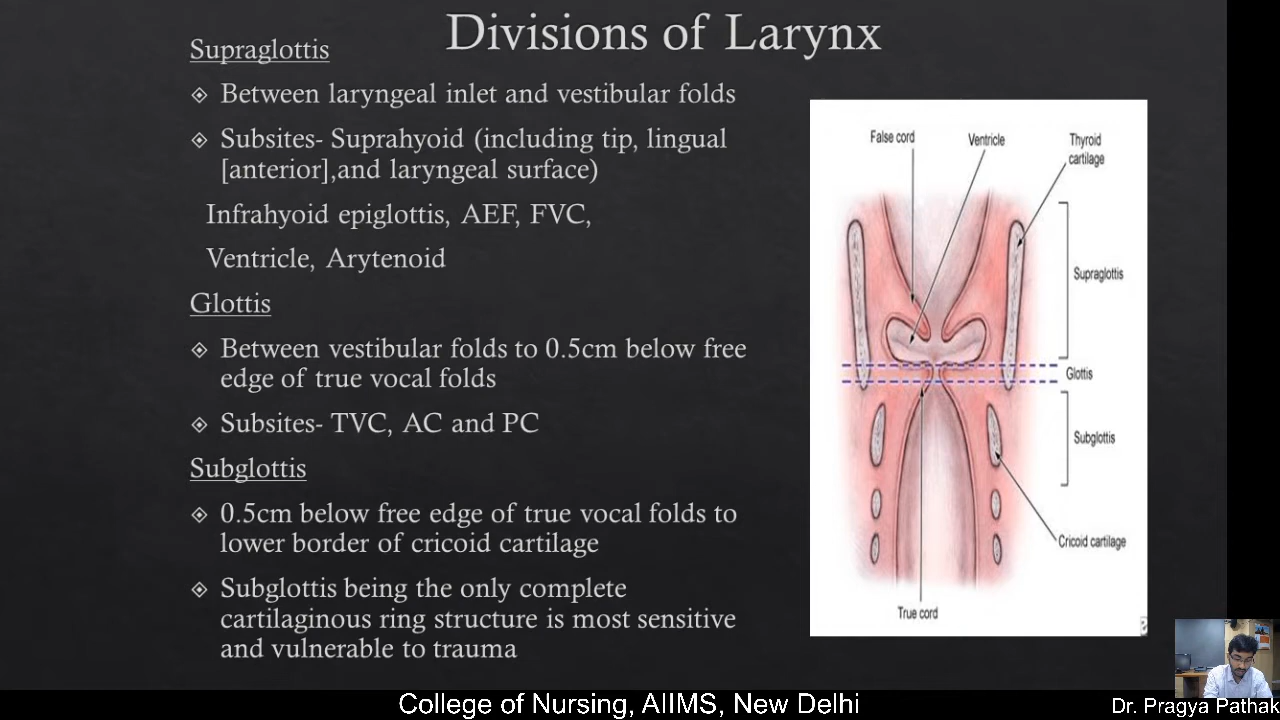 Divisions of Larynx
Supraglottis
Between laryngeal inlet and vestibular folds
Subsites- Suprahyoid (including tip, lingual
[anterior],and laryngeal surface)
Infrahyoid epiglottis, AEF, FVC,
Ventricle, Arytenoid
Glottis
Between vestibular folds to 0.5cm below free
edge of true vocal folds
Subsites- TVC, AC and PC
Subglottis
0.5cm below free edge of true vocal folds to
lower border of cricoid cartilage
Subglottis being the only complete
cartilaginous ring structure is most sensitive
and vulnerable to trauma
False cord
Ventricle
Thyroid
cartilage
Supraglottis
Glottis
Subglottis
Cricoid cartilage
True cord
College of Nursing, AIIMS, New Delhi
Dr. Pragya Pathak